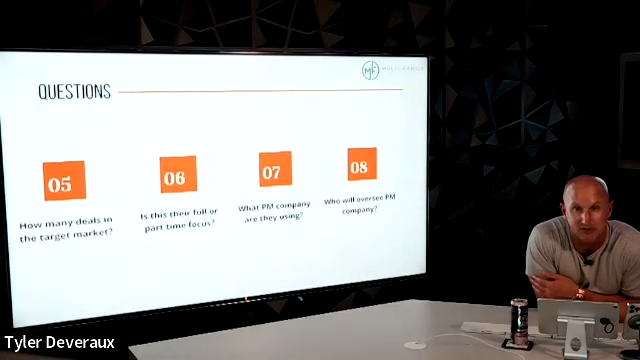 MF
QUESTIONS
05
06
07
08
How many deals in
the target market?
Is this their full or
part time focus?
What PM company
are they using?
Who will oversee PM
company?
Tyler Deveraux